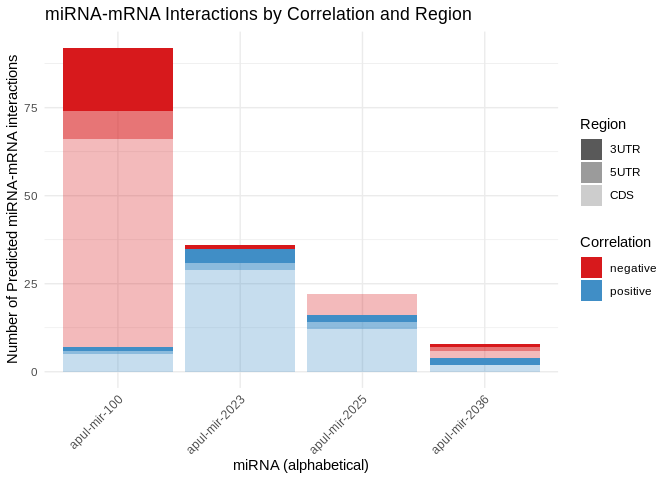 miRNA-mRNA Interactions by Correlation and Region
Number of Predicted miRNA-mRNA interactions
75
50
25
0
apul-mir-100
apul-mir-2023
apul-mir-2025
apul-mir-2036
miRNA (alphabetical)
Region
3UTR
5UTR
CDS
Correlation
negative
positive